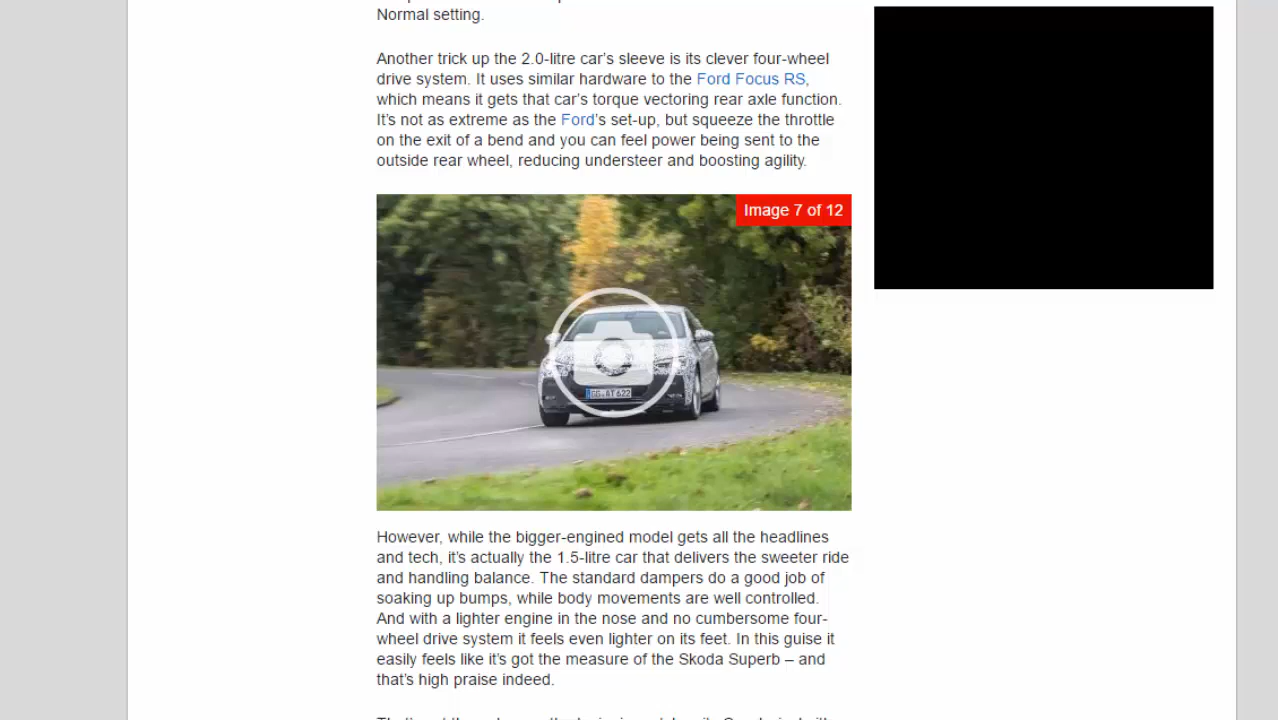 Normal setting.
Another trick up the 2.0-litre car's sleeve is its clever four-wheel
drive system. It uses similar hardware to the Ford Focus RS,
which means it gets that car's torque vectoring rear axle function.
It's not as extreme as the Ford's set-up, but squeeze the throttle
on the exit of a bend and you can feel power being sent to the
outside rear wheel, reducing understeer and boosting agility.
Image 7 of 12
GG-AT 622
However, while the bigger-engined model gets all the headlines
and tech, it's actually the 1.5-litre car that delivers the sweeter ride
and handling balance. The standard dampers do a good job of
soaking up bumps, while body movements are well controlled.
And with a lighter engine in the nose and no cumbersome four-
wheel drive system it feels even lighter on its feet. In this guise it
easily feels like it's got the measure of the Skoda Superb – and
that's high praise indeed.